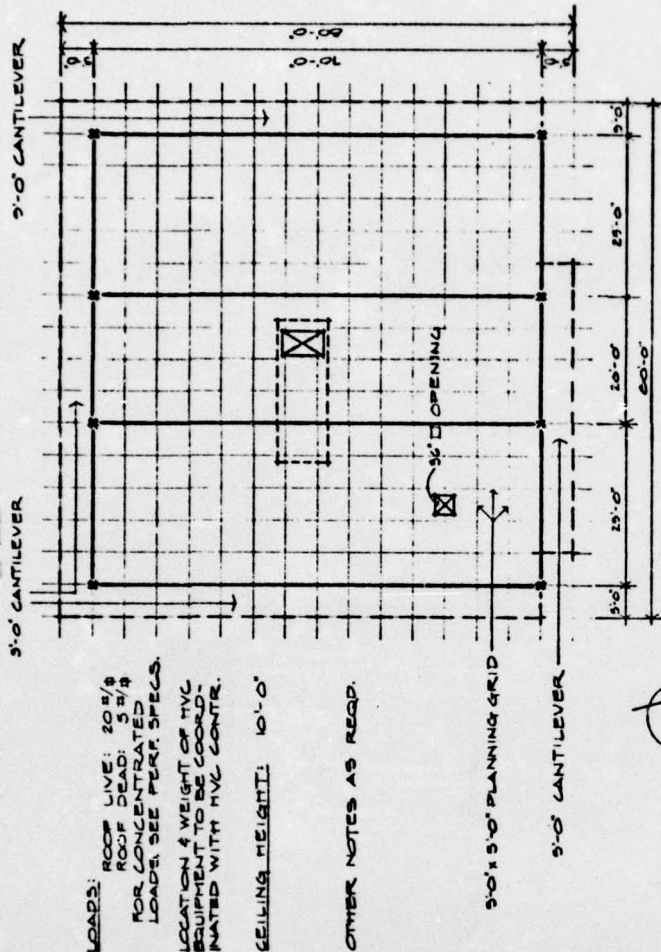 5'-0" CANTILEVER
5'-0" CANTILEVER
LOADS:
ROOF LIVE: 20 #/⏍
ROOF DEAD: 5 #/⏍
FOR CONCENTRATED
LOADS, SEE PERF. SPECS.
LOCATION & WEIGHT OF HVC
EQUIPMENT TO BE COORD-
INATED WITH HVC CONTR.
CEILING HEIGHT: 10'-0"
OTHER NOTES AS REQD.
36" □ OPENING
5'-0" x 5'-0" PLANNING GRID
5'-0" CANTILEVER
5'-0"
70'-0"
5'-0"
80'-0"
5'-0"
25'-0"
20'-0"
25'-0"
5'-0"
80'-0"